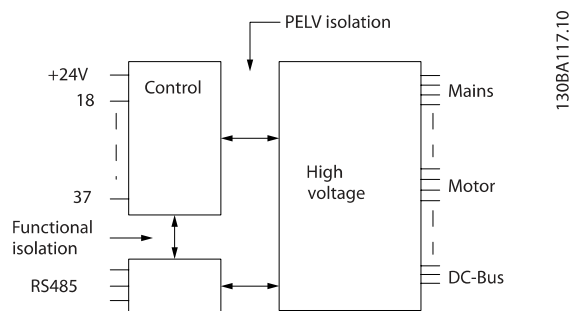 PELV isolation
+24V
18
37
Control
High
voltage
Mains
Motor
DC-Bus
Functional
isolation
RS485
130BA117.10